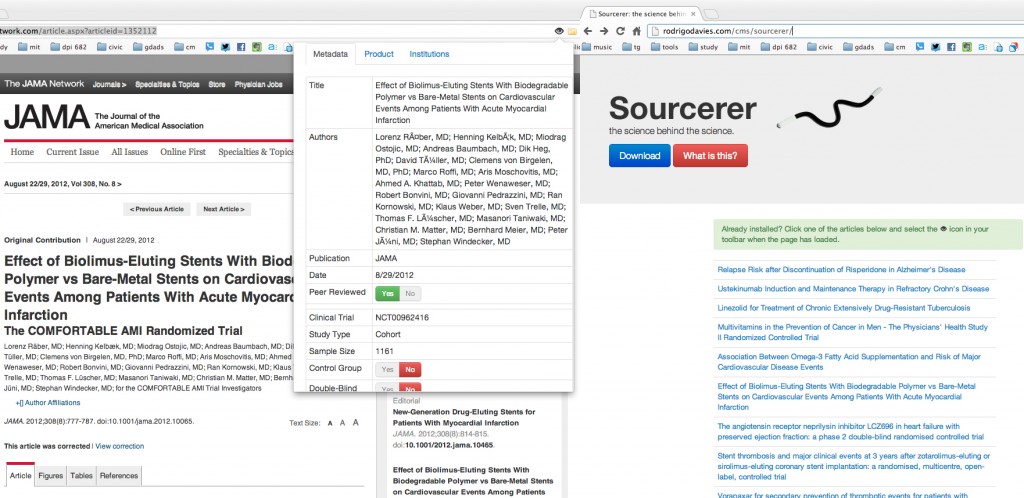 twork.com/article.aspx?articleid=1352112
dy
mit
dpi 682
civic
gdads
cm
The JAMA Network
Journals >
Specialties & Topics
Store
Physician Jobs
JAMA
The Journal of the
American Medical Association
Home
Current Issue
All Issues
Online First
Specialties & Topics
August 22/29, 2012, Vol 308, No. 8 >
< Previous Article
Next Article >
Original Contribution | August 22/29, 2012
Effect of Biolimus-Eluting Stents With Biod
Polymer vs Bare-Metal Stents on Cardiovas
Events Among Patients With Acute Myocar
Infarction
The COMFORTABLE AMI Randomized Trial
Lorenz Räber, MD; Henning Kelbæk, MD; Miodrag Ostojic, MD; Andreas Baumbach, MD; Dik
Tüller, MD; Clemens von Birgelen, MD, PhD; Marco Roffi, MD; Aris Moschovitis, MD; Ahmed
A. Peter Wenaweser, MD; Robert Bonvini, MD; Giovanni Pedrazzini, MD; Ran Kornowski, MD; Klaus Weber
Trelle, MD; Thomas F. Lüscher, MD; Masanori Taniwaki, MD; Christian M. Matter, MD; Bernh
Jüni, MD; Stephan Windecker, MD; for the COMFORTABLE AMI Trial Investigators
+[] Author Affiliations
JAMA. 2012;308(8):777-787. doi:10.1001/jama.2012.10065.
Text Size: A A A
This article was corrected | View correction
Article
Figures
Tables
References
Metadata
Product
Institutions
Title
Effect of Biolimus-Eluting Stents With Biodegradable
Polymer vs Bare-Metal Stents on Cardiovascular
Events Among Patients With Acute Myocardial
Infarction
Authors
Lorenz RÃ¤ber, MD; Henning KelbÃ¦k, MD; Miodrag
Ostojic, MD; Andreas Baumbach, MD; Dik Heg,
PhD; David TÃ¼ller, MD; Clemens von Birgelen,
MD, PhD; Marco Roffi, MD; Aris Moschovitis, MD;
Ahmed A. Khattab, MD; Peter Wenaweser, MD;
Robert Bonvini, MD; Giovanni Pedrazzini, MD; Ran
Kornowski, MD; Klaus Weber, MD; Sven Trelle, MD;
Thomas F. LÃ¼scher, MD; Masanori Taniwaki, MD;
Christian M. Matter, MD; Bernhard Meier, MD; Peter
JÃ¼ni, MD; Stephan Windecker, MD
Publication
JAMA
Date
8/29/2012
Peer Reviewed
Yes No
Clinical Trial
NCT00962416
Study Type
Cohort
Sample Size
1161
Control Group
Yes No
Double-Blind
Yes No
Editorial
New-Generation Drug-Eluting Stents for
Patients With Myocardial Infarction
JAMA. 2012;308(8):814-815.
doi:10.1001/2012.jama.10465.
Effect of Biolimus-Eluting Stents With
Biodegradable Polymer vs Bare-Metal Stents
on Cardiovascular Events Among Patients
Sourcerer: the science behin
rodrigodavies.com/cms/sourcerer/
music
tg
tools
study
mit
dpi 682
civic
gdads
cm
Sourcerer
the science behind the science.
Download
What is this?
Already installed? Click one of the articles below and select the icon in your
toolbar when the page has loaded.
Relapse Risk after Discontinuation of Risperidone in Alzheimer's Disease
Ustekinumab Induction and Maintenance Therapy in Refractory Crohn's Disease
Linezolid for Treatment of Chronic Extensively Drug-Resistant Tuberculosis
Multivitamins in the Prevention of Cancer in Men - The Physicians' Health Study
II Randomized Controlled Trial
Association Between Omega-3 Fatty Acid Supplementation and Risk of Major
Cardiovascular Disease Events
Effect of Biolimus-Eluting Stents With Biodegradable Polymer vs Bare-Metal
Stents on Cardiovascular Events Among Patients With Acute Myocardial
Infarction
The angiotensin receptor neprilysin inhibitor LCZ696 in heart failure with
preserved ejection fraction: a phase 2 double-blind randomised controlled trial
Stent thrombosis and major clinical events at 3 years after zotarolimus-eluting or
sirolimus-eluting coronary stent implantation: a randomised, multicentre, open-
label, controlled trial
Vorapaxar for secondary prevention of thrombotic events for patients with